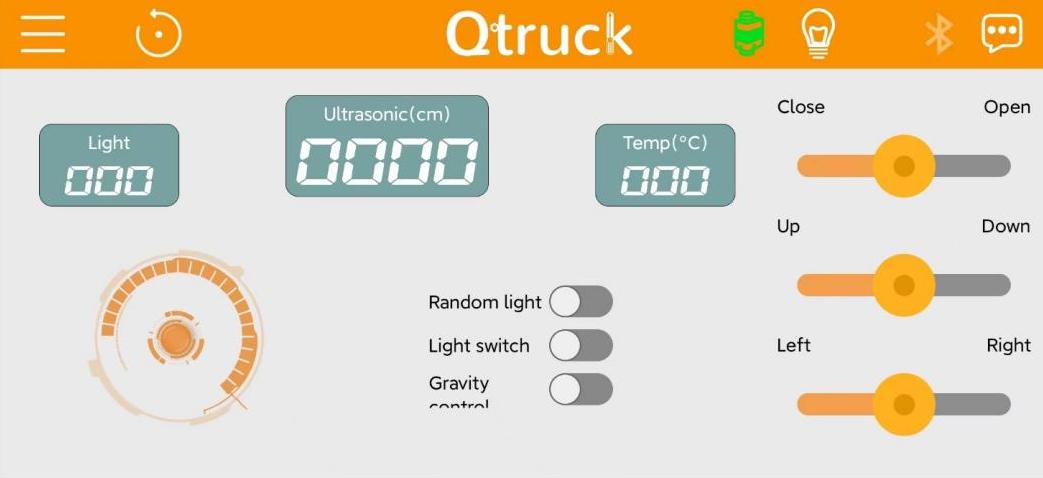 Qtruck
Light
000
Ultrasonic(cm)
0000
Temp(°C)
000
Close Open
Up Down
Left Right
Random light
Light switch
Gravity
control